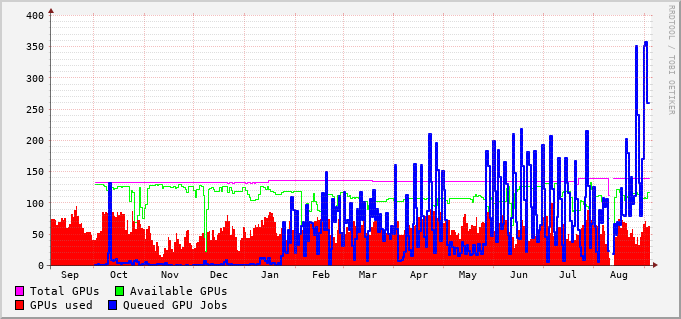 400
350
300
250
200
150
100
50
0
Sep Oct Nov Dec Jan Feb Mar Apr May Jun Jul Aug
Total GPUs Available GPUs
GPUs used Queued GPU Jobs
RRDTOOL / TOBI OETIKER